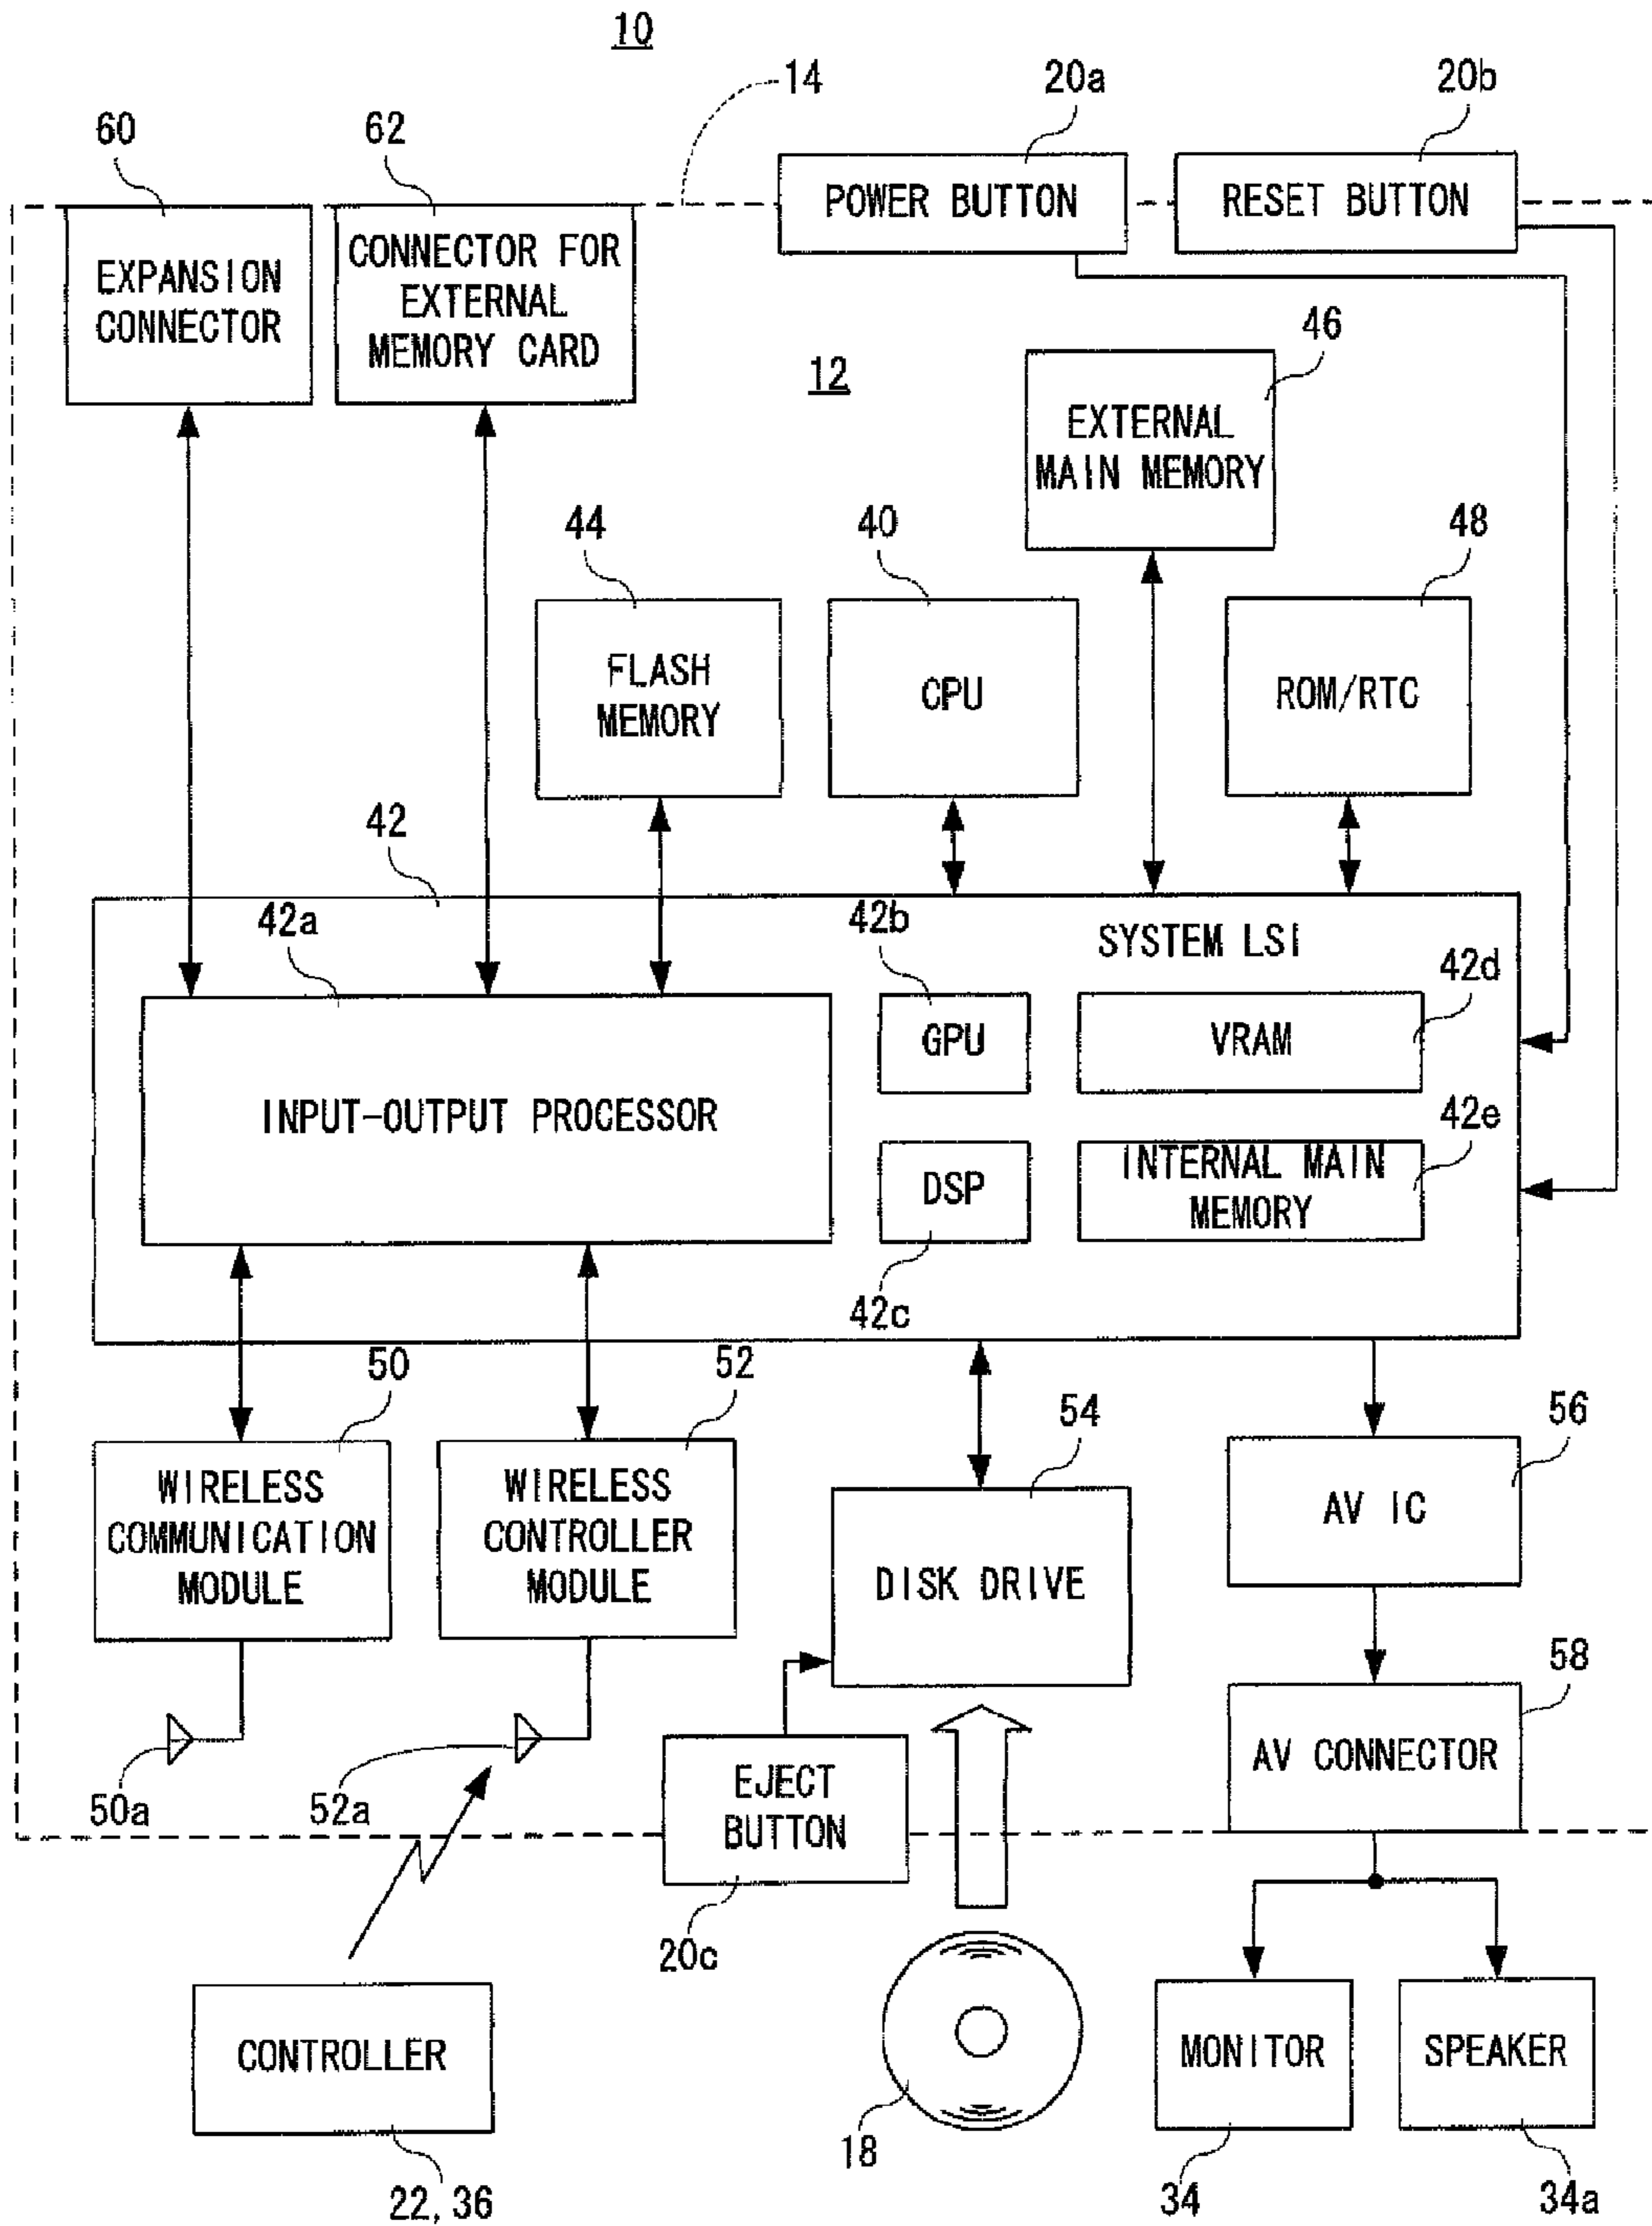 10
14
20a
20b
60
62
POWER BUTTON
RESET BUTTON
EXPANSION
CONNECTOR
CONNECTOR FOR
EXTERNAL
MEMORY CARD
12
46
EXTERNAL
MAIN MEMORY
44
40
48
FLASH
MEMORY
CPU
ROM/RTC
42
42a
42b
SYSTEM LSI
42d
GPU
VRAM
INPUT-OUTPUT PROCESSOR
42e
DSP
INTERNAL MAIN
MEMORY
42c
50
52
54
56
WIRELESS
COMMUNICATION
MODULE
WIRELESS
CONTROLLER
MODULE
DISK DRIVE
AV IC
58
50a
52a
EJECT
BUTTON
AV CONNECTOR
20c
CONTROLLER
MONITOR
SPEAKER
18
22, 36
34
34a